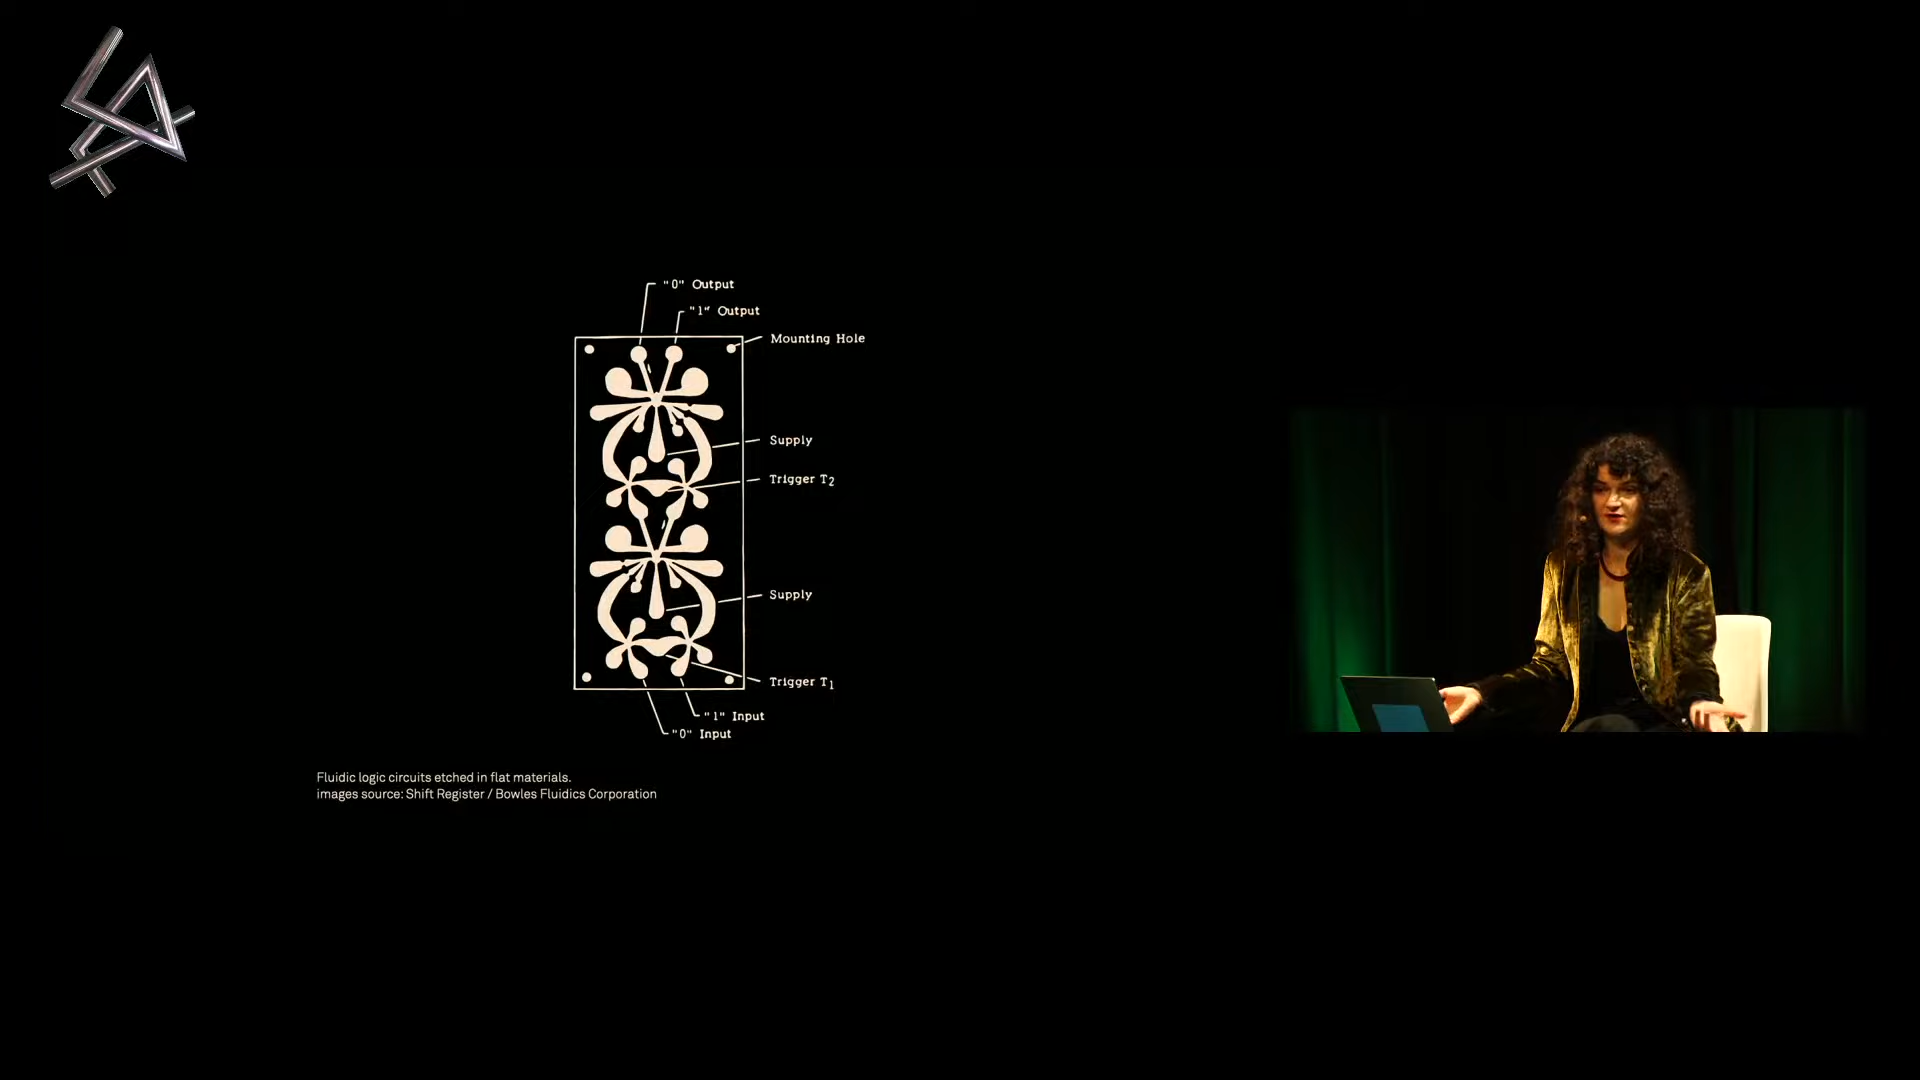 "0" Output
"1" Output
Mounting Hole
Supply
Trigger T2
Supply
Trigger T1
"1" Input
"0" Input
Fluidic logic circuits etched in flat materials.
images source: Shift Register / Bowles Fluidics Corporation